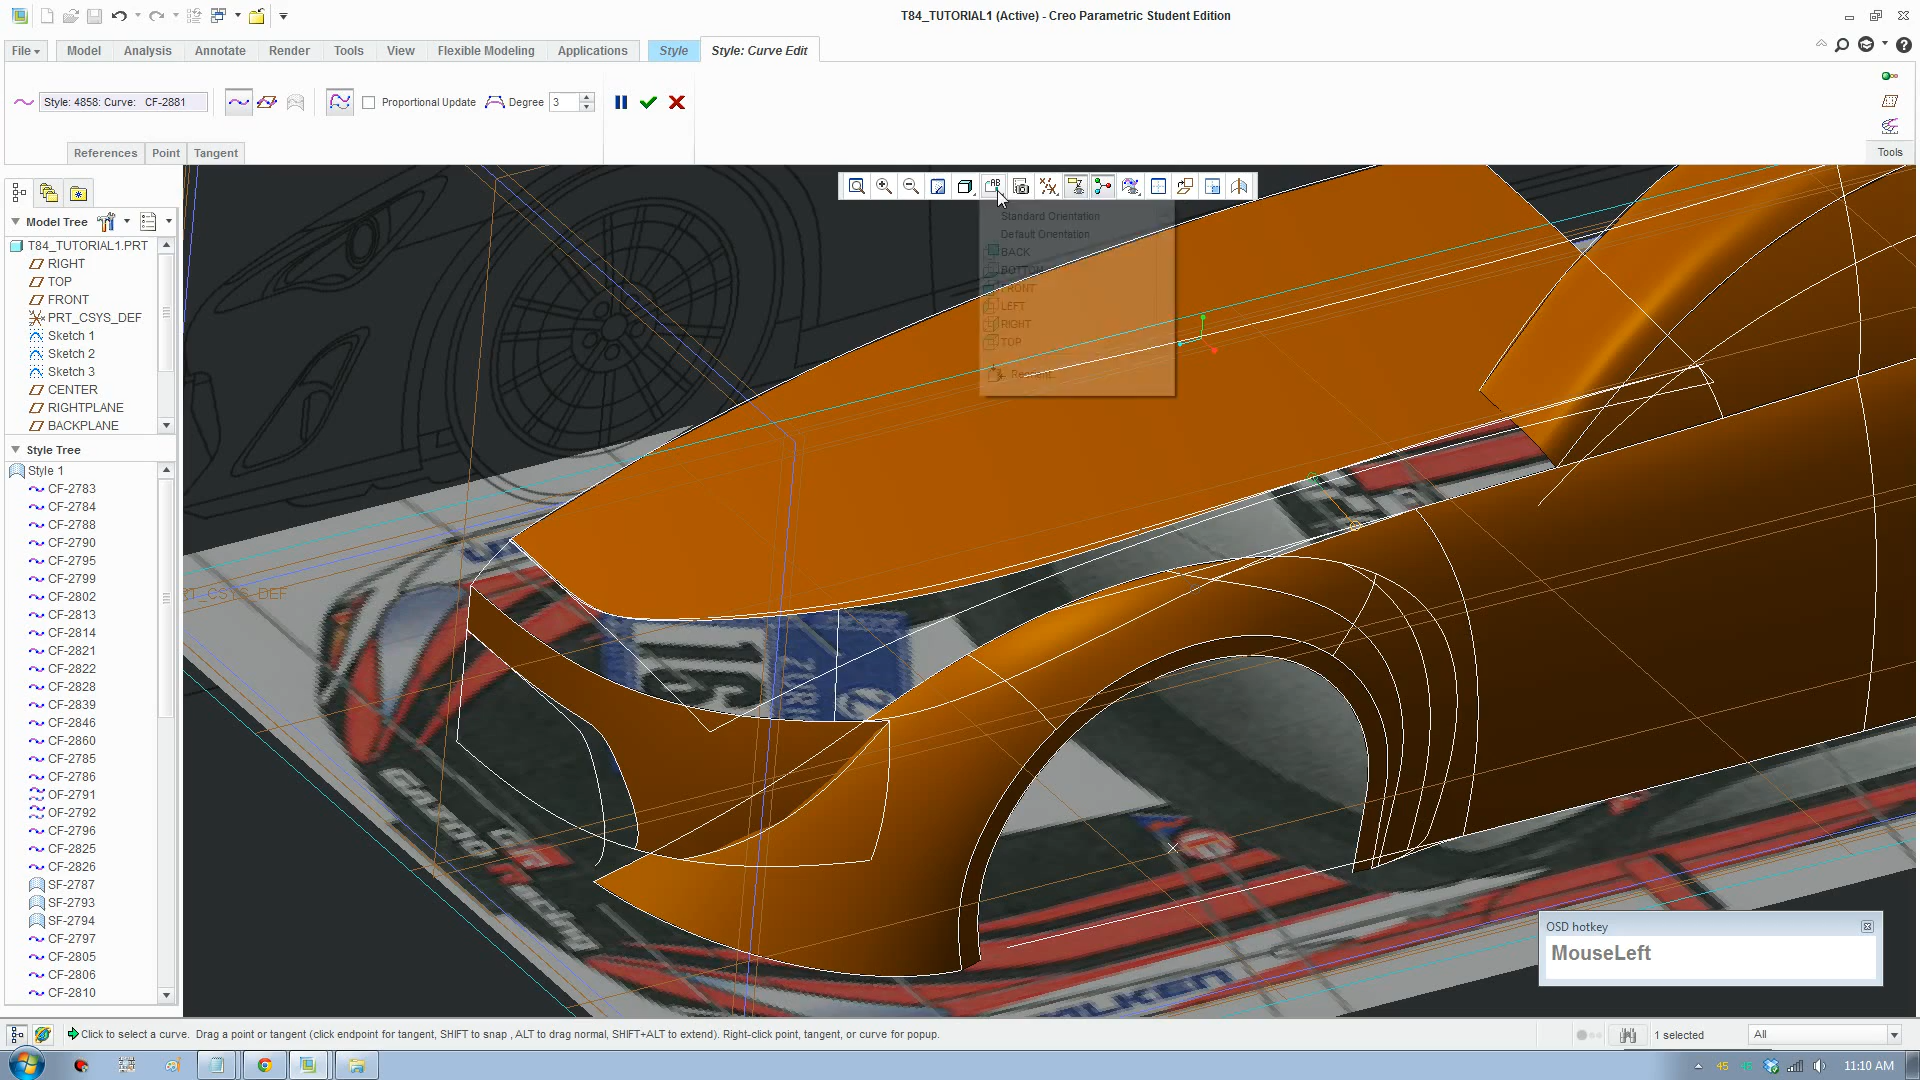 T84_TUTORIAL1 (Active) - Creo Parametric Student Edition
File
Model
Analysis
Annotate
Render
Tools
View
Flexible Modeling
Applications
Style
Style: Curve Edit
Style: 4858: Curve: CF-2881
Proportional Update
Degree
3
References
Point
Tangent
Tools
Model Tree
T84_TUTORIAL1.PRT
RIGHT
TOP
FRONT
PRT_CSYS_DEF
Sketch 1
Sketch 2
Sketch 3
CENTER
RIGHTPLANE
BACKPLANE
Style Tree
Style 1
CF-2783
CF-2784
CF-2788
CF-2790
CF-2795
CF-2799
CF-2802
CF-2813
CF-2814
CF-2821
CF-2822
CF-2828
CF-2839
CF-2846
CF-2860
CF-2785
CF-2786
OF-2791
OF-2792
CF-2796
CF-2825
CF-2826
SF-2787
SF-2793
SF-2794
CF-2797
CF-2805
CF-2806
CF-2810
Standard Orientation
Default Orientation
BACK
BOTTOM
FRONT
LEFT
RIGHT
TOP
OSD hotkey
MouseLeft
Click to select a curve. Drag a point or tangent (click endpoint for tangent, SHIFT to snap , ALT to drag normal, SHIFT+ALT to extend). Right-click point, tangent, or curve for popup.
1 selected
All
45
11:10 AM